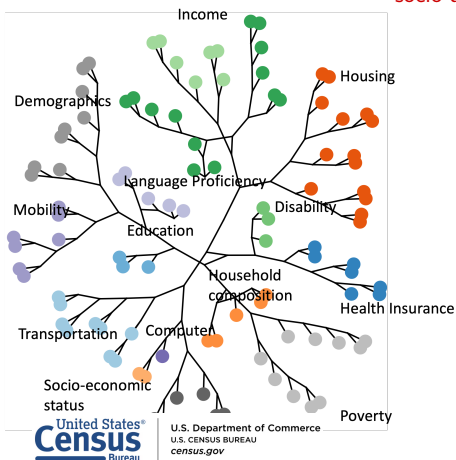 Income
Housing
Demographics
Language Proficiency
Mobility
Disability
Education
Household
composition
Health Insurance
Transportation
Computer
Socio-economic
status
Poverty
United States®
Census
Bureau
U.S. Department of Commerce
U.S. CENSUS BUREAU
census.gov